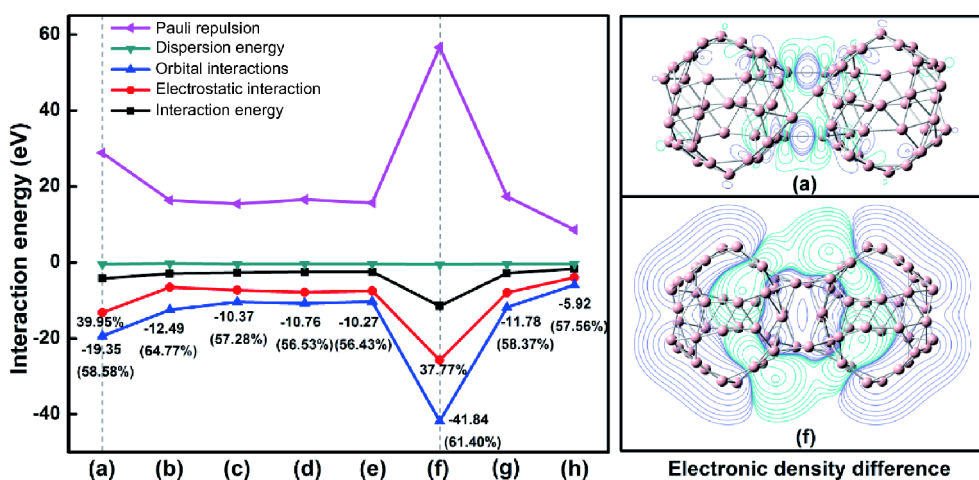 Interaction energy (eV)
60
40
20
0
-20
-40
Pauli repulsion
Dispersion energy
Orbital interactions
Electrostatic interaction
Interaction energy
39.95%
-19.35
(58.58%)
-12.49
(64.77%)
-10.37
(57.28%)
-10.76
(56.53%)
-10.27
(56.43%)
37.77%
-41.84
(61.40%)
-11.78
(58.37%)
-5.92
(57.56%)
(a) (b) (c) (d) (e) (f) (g) (h)
(a)
(f)
Electronic density difference